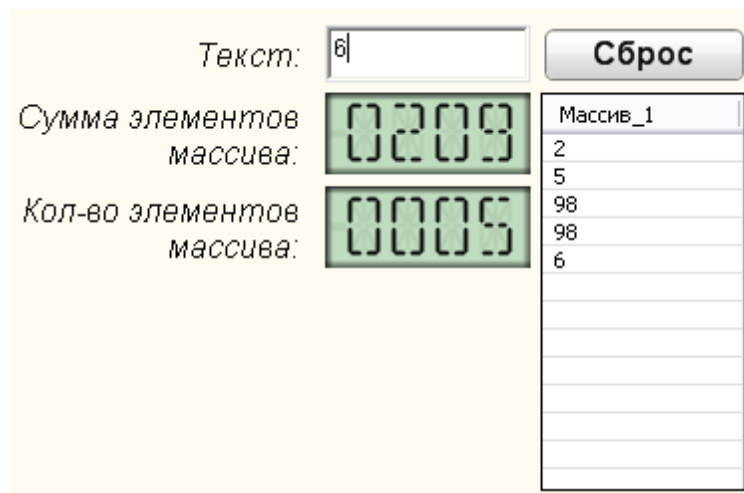 Текст:
6
Сброс
Сумма элементов
массива:
0209
Кол-во элементов
массива:
0005
Массив_1
2
5
98
98
6